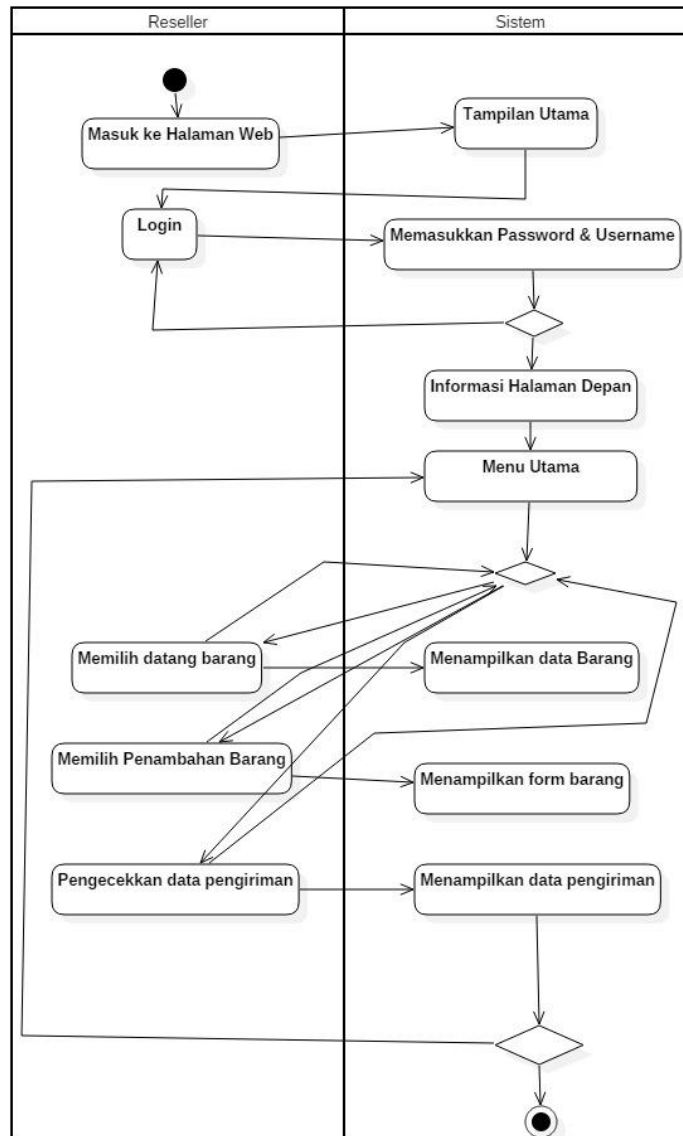 Reseller
Sistem
Masuk ke Halaman Web
Tampilan Utama
Login
Memasukkan Password & Username
Informasi Halaman Depan
Menu Utama
Memilih datang barang
Menampilkan data Barang
Memilih Penambahan Barang
Menampilkan form barang
Pengecekkan data pengiriman
Menampilkan data pengiriman